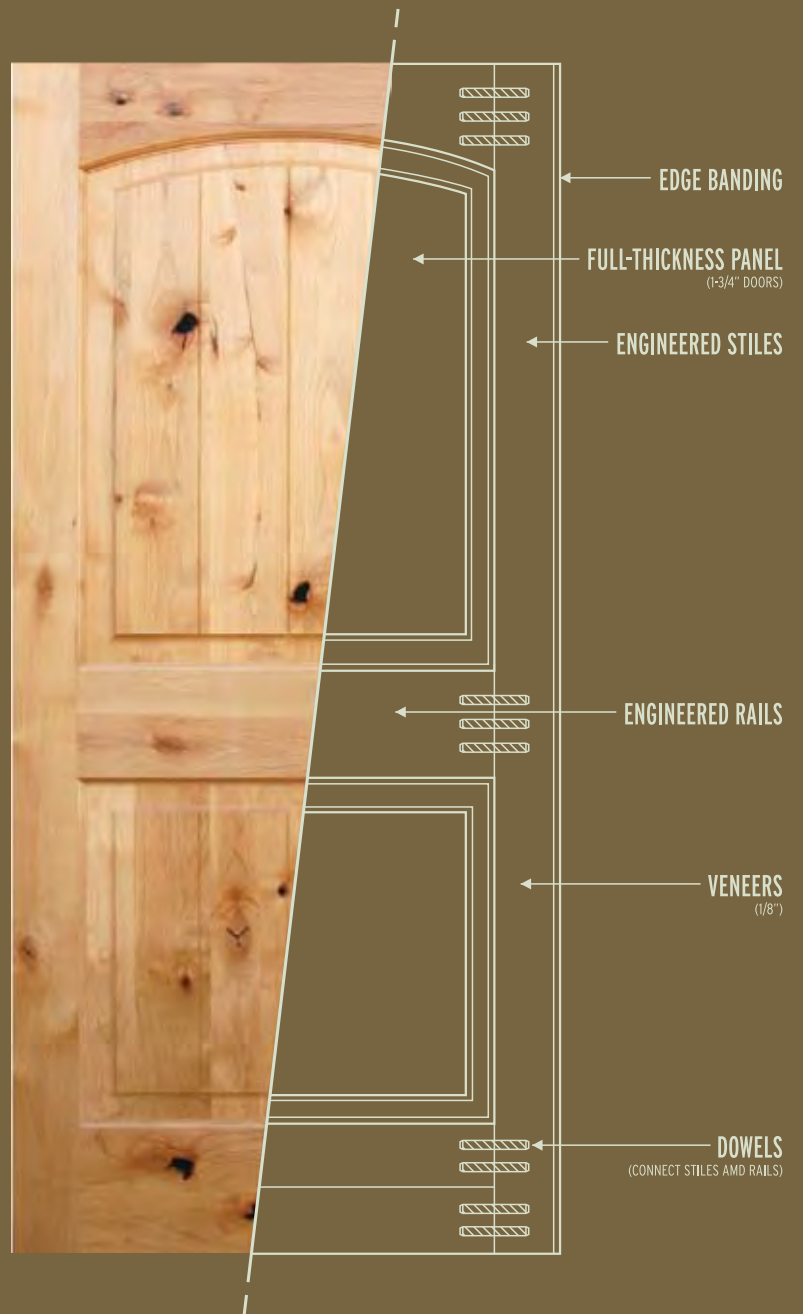 EDGE BANDING
FULL-THICKNESS PANEL
(1-3/4" DOORS)
ENGINEERED STILES
ENGINEERED RAILS
VENEERS
(1/8")
DOWELS
(CONNECT STILES AMD RAILS)